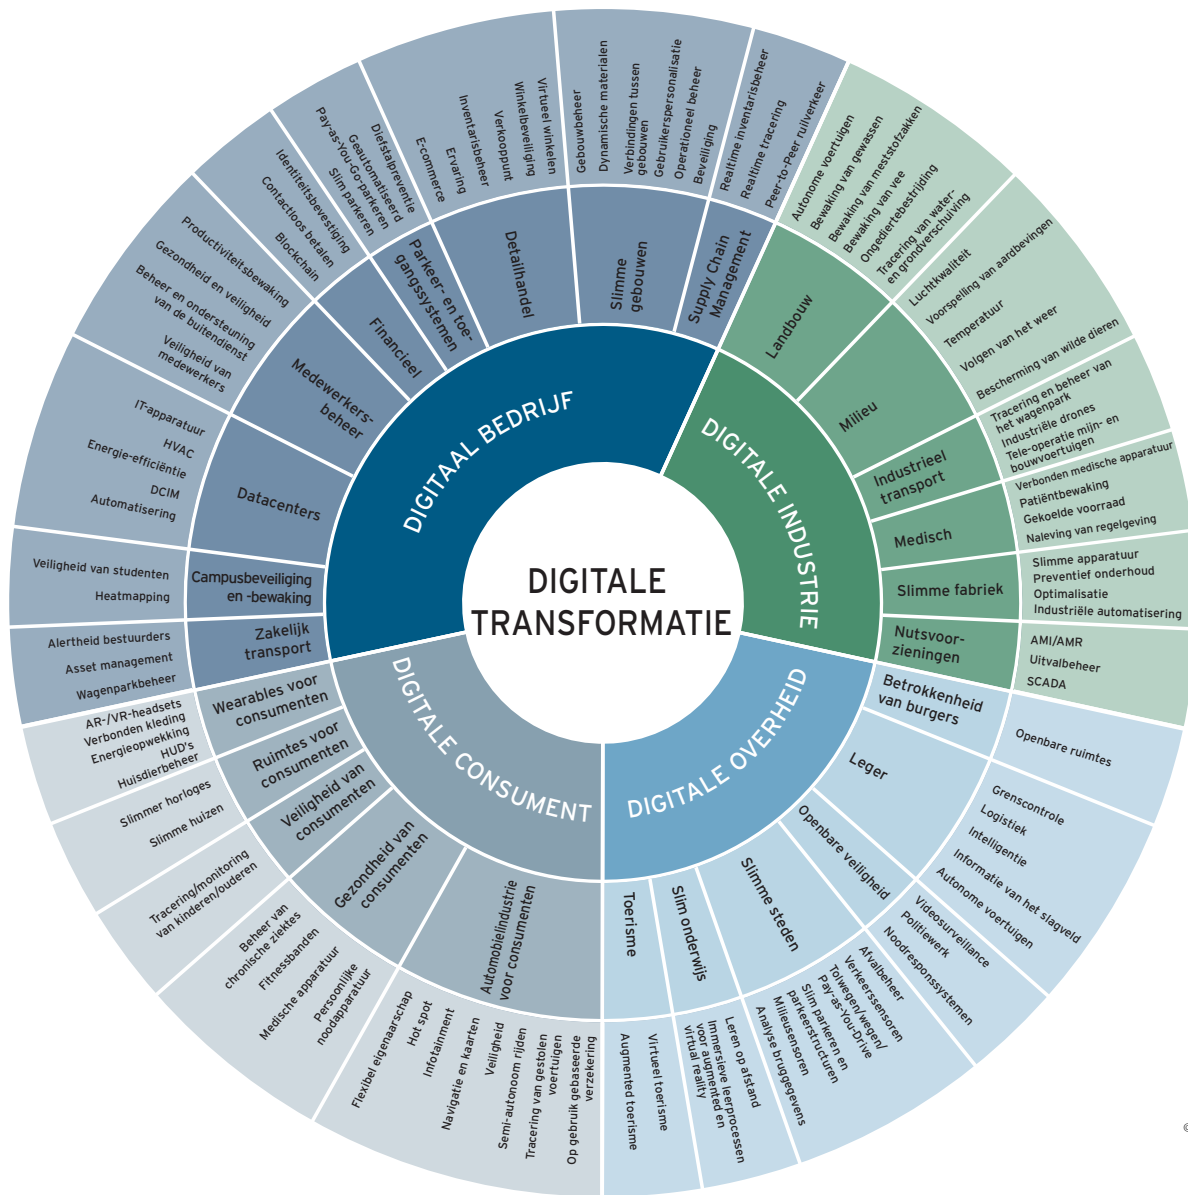 DIGITALE
TRANSFORMATIE
DIGITAAL BEDRIJF
Zakelijk
transport
Alertheid bestuurders
Asset management
Wagenparkbeheer
Campusbeveiliging
en -bewaking
Veiligheid van studenten
Heatmapping
Datacenters
IT-apparatuur
HVAC
Energie-efficiëntie
DCIM
Automatisering
Medewerkers-
beheer
Productiviteitsbewaking
Gezondheid en veiligheid
Beheer en ondersteuning
van de buitendienst
Veiligheid van
medewerkers
Financieel
Identiteitsbevestiging
Contactloos betalen
Blockchain
Parkeer- en toe-
gangssystemen
Diefstalpreventie
Geautomatiseerd
Pay-as-You-Go-parkeren
Slim parkeren
Detailhandel
E-commerce
Ervaring
Inventarisbeheer
Verkooppunt
Winkelbeveiliging
Virtueel winkelen
Slimme
gebouwen
Gebouwbeheer
Dynamische materialen
Verbindingen tussen
gebouwen
Gebruikerspersonalisatie
Operationeel beheer
Beveiliging
Supply Chain
Management
Realtime inventarisbeheer
Realtime tracering
Peer-to-Peer ruilverkeer
DIGITALE INDUSTRIE
Landbouw
Autonome voertuigen
Bewaking van gewassen
Bewaking van meststofzakken
Bewaking van vee
Ongediertebestrijding
Tracering van water-
en grondverschuiving
Milieu
Luchtkwaliteit
Voorspelling van aardbevingen
Temperatuur
Volgen van het weer
Bescherming van wilde dieren
Industrieel
transport
Tracering en beheer van
het wagenpark
Industriële drones
Tele-operatie mijn- en
bouwvoertuigen
Medisch
Verbonden medische apparatuur
Patiëntbewaking
Gekoelde voorraad
Naleving van regelgeving
Slimme fabriek
Slimme apparatuur
Preventief onderhoud
Optimalisatie
Industriële automatisering
Nutsvoor-
zieningen
AMI/AMR
Uitvalbeheer
SCADA
DIGITALE OVERHEID
Betrokkenheid
van burgers
Openbare ruimtes
Leger
Grenscontrole
Logistiek
Intelligentie
Informatie van het slagveld
Autonome voertuigen
Openbare veiligheid
Videosurveillance
Politiewerk
Noodresponssystemen
Slimme steden
Afvalbeheer
Verkeerssensoren
Tolwegen/wegen/
Pay-as-You-Drive
Slim parkeren en
parkeerstructuren
Milieusensoren
Analyse bruggegevens
Slim onderwijs
Leren op afstand
Immersieve leerprocessen
voor augmented en
virtual reality
Toerisme
Virtueel toerisme
Augmented toerisme
DIGITALE CONSUMENT
Wearables voor
consumenten
AR-/VR-headsets
Verbonden kleding
Energieopwekking
HUD's
Huisdierbeheer
Ruimtes voor
consumenten
Slimmer horloges
Slimme huizen
Veiligheid van
consumenten
Tracering/monitoring
van kinderen/ouderen
Gezondheid van
consumenten
Beheer van
chronische ziektes
Fitnessbanden
Medische apparatuur
Persoonlijke
noodapparatuur
Automobielindustrie
voor consumenten
Flexibel eigenaarschap
Hot spot
Infotainment
Navigatie en kaarten
Veiligheid
Semi-autonoom rijden
Tracering van gestolen
voertuigen
Op gebruik gebaseerde
verzekering
©